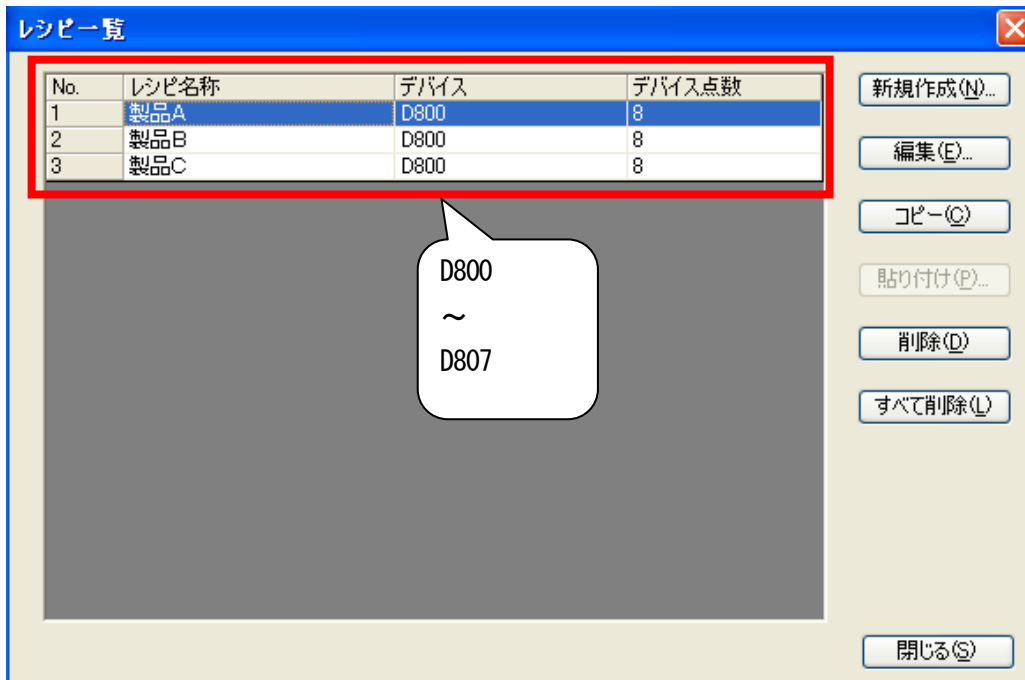 レシピ一覧
No. レシピ名称 デバイス デバイス点数
1 製品A D800 8
2 製品B D800 8
3 製品C D800 8
D800
～
D807
新規作成(N)...
編集(E)...
コピー(C)
貼り付け(P)...
削除(D)
すべて削除(L)
閉じる(S)